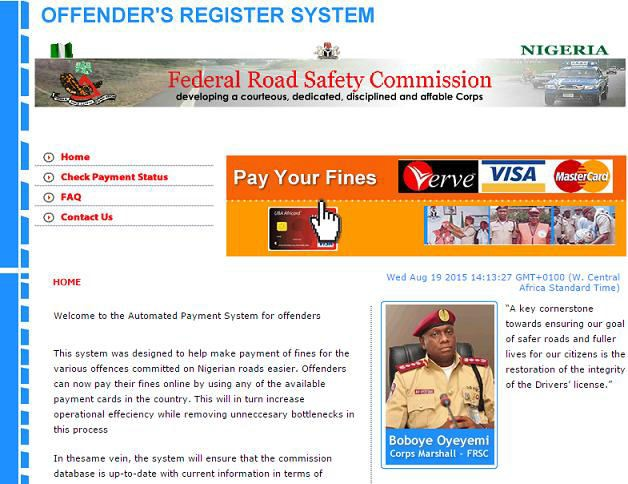 OFFENDER'S REGISTER SYSTEM
NIGERIA
Federal Road Safety Commission
developing a courteous, dedicated, disciplined and affable Corps
Home
Check Payment Status
FAQ
Contact Us
Pay Your Fines
Verve
VISA
MasterCard
UBA Africard
VISA
HOME
Wed Aug 19 2015 14:13:27 GMT+0100 (W. Central
Africa Standard Time)
Welcome to the Automated Payment System for offenders
This system was designed to help make payment of fines for the
various offences committed on Nigerian roads easier. Offenders
can now pay their fines online by using any of the available
payment cards in the country. This will in turn increase
operational effeciency while removing unneccesary bottlenecks in
this process
In thesame vein, the system will ensure that the commission
database is up-to-date with current information in terms of
“A key cornerstone
towards ensuring our goal
of safer roads and fuller
lives for our citizens is the
restoration of the integrity
of the Drivers’ license.”
Boboye Oyeyemi
Corps Marshall - FRSC